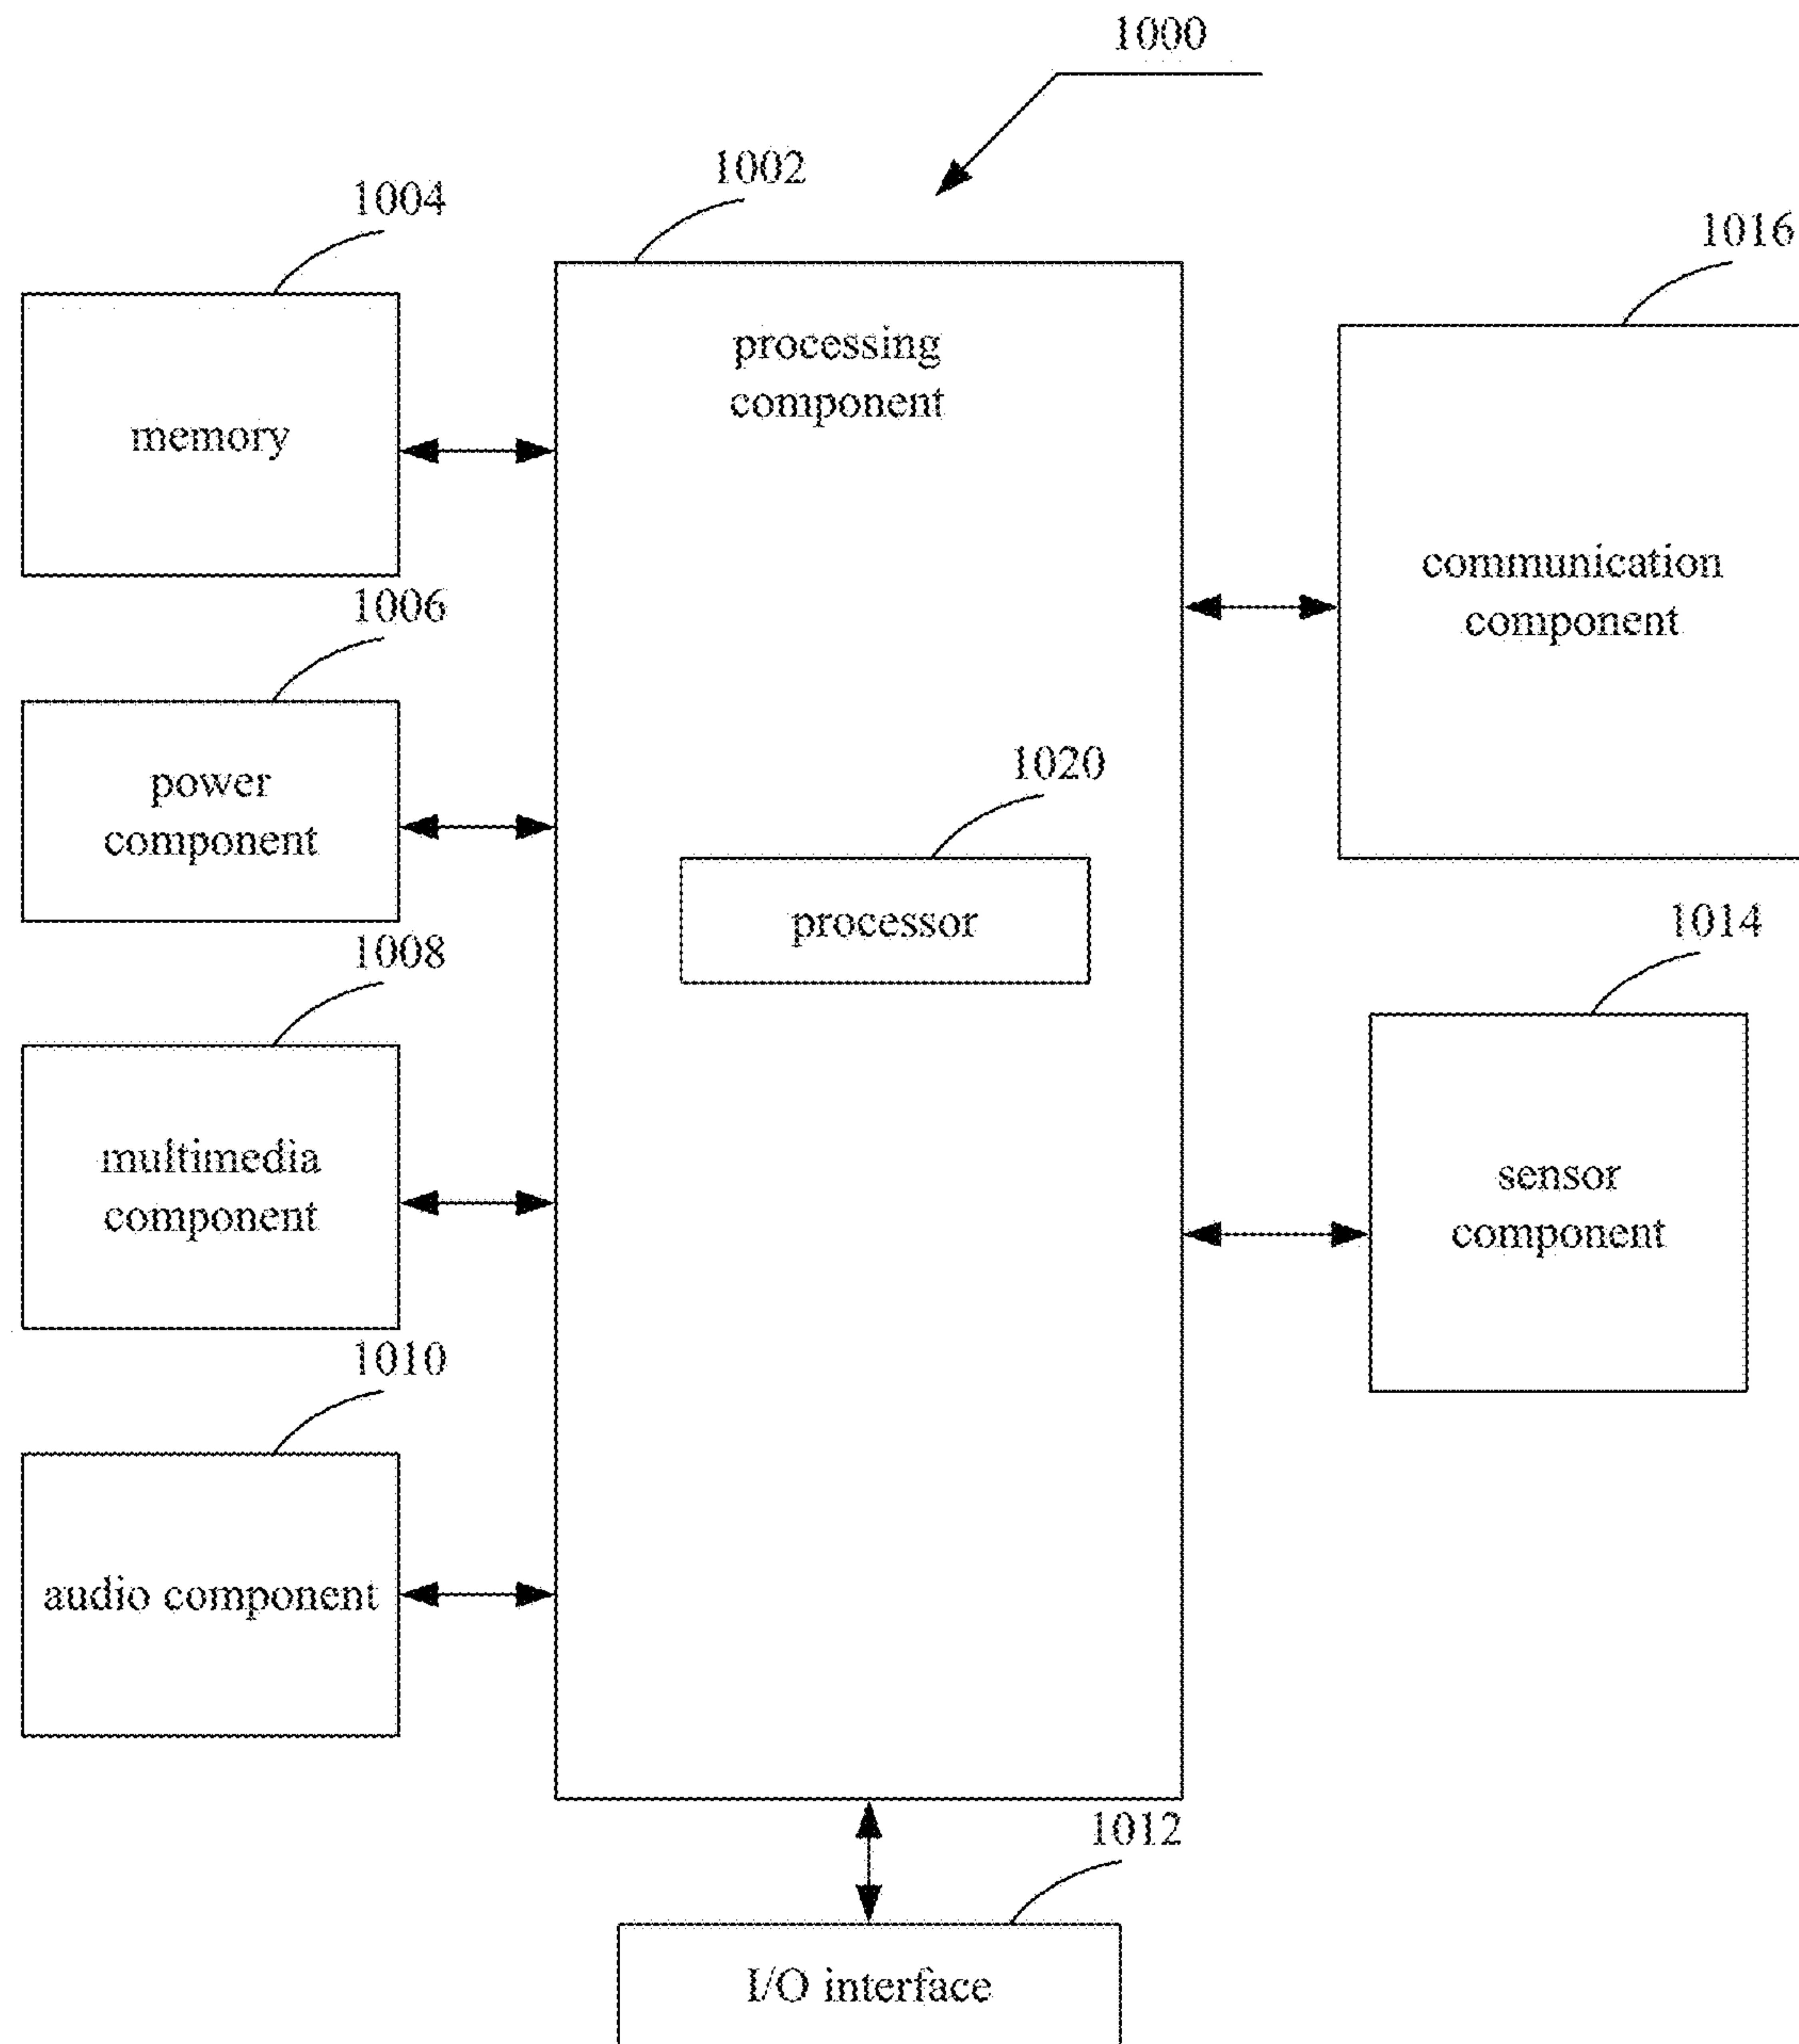 1000
1002
1004
1016
processing
component
memory
communication
component
1006
power
component
1020
processor
1008
1014
multimedia
component
sensor
component
1010
audio component
1012
I/O interface